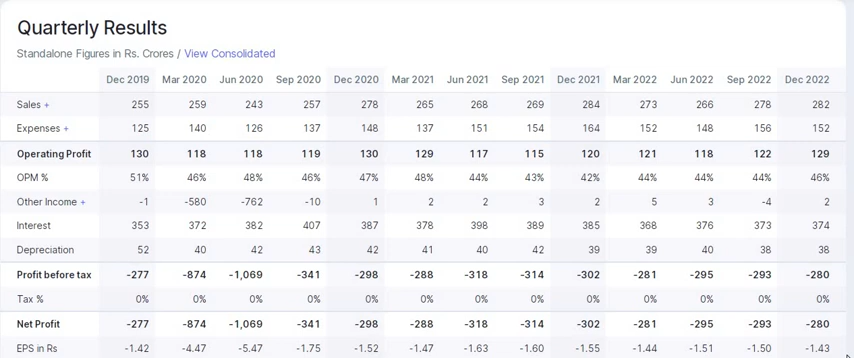 Quarterly Results
Standalone Figures in Rs. Crores / View Consolidated
Dec 2019 Mar 2020 Jun 2020 Sep 2020 Dec 2020 Mar 2021 Jun 2021 Sep 2021 Dec 2021 Mar 2022 Jun 2022 Sep 2022 Dec 2022
Sales + 255 259 243 257 278 265 268 269 284 273 266 278 282
Expenses + 125 140 126 137 148 137 151 154 164 152 148 156 152
Operating Profit 130 118 118 119 130 129 117 115 120 121 118 122 129
OPM % 51% 46% 48% 46% 47% 48% 44% 43% 42% 44% 44% 44% 46%
Other Income + -1 -580 -762 -10 1 2 2 3 2 5 3 -4 2
Interest 353 372 382 407 387 378 398 389 385 368 376 373 374
Depreciation 52 40 42 43 42 41 40 42 39 39 40 38 38
Profit before tax -277 -874 -1,069 -341 -298 -288 -318 -314 -302 -281 -295 -293 -280
Tax % 0% 0% 0% 0% 0% 0% 0% 0% 0% 0% 0% 0% 0%
Net Profit -277 -874 -1,069 -341 -298 -288 -318 -314 -302 -281 -295 -293 -280
EPS in Rs -1.42 -4.47 -5.47 -1.75 -1.52 -1.47 -1.63 -1.60 -1.55 -1.44 -1.51 -1.50 -1.43